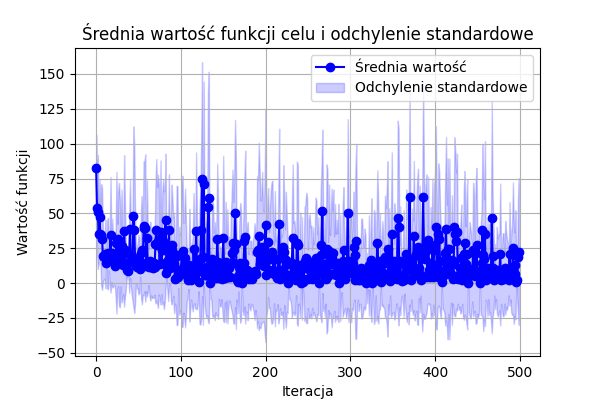 Średnia wartość funkcji celu i odchylenie standardowe
Średnia wartość
Odchylenie standardowe
Wartość funkcji
150
125
100
75
50
25
0
−25
−50
0 100 200 300 400 500
Iteracja